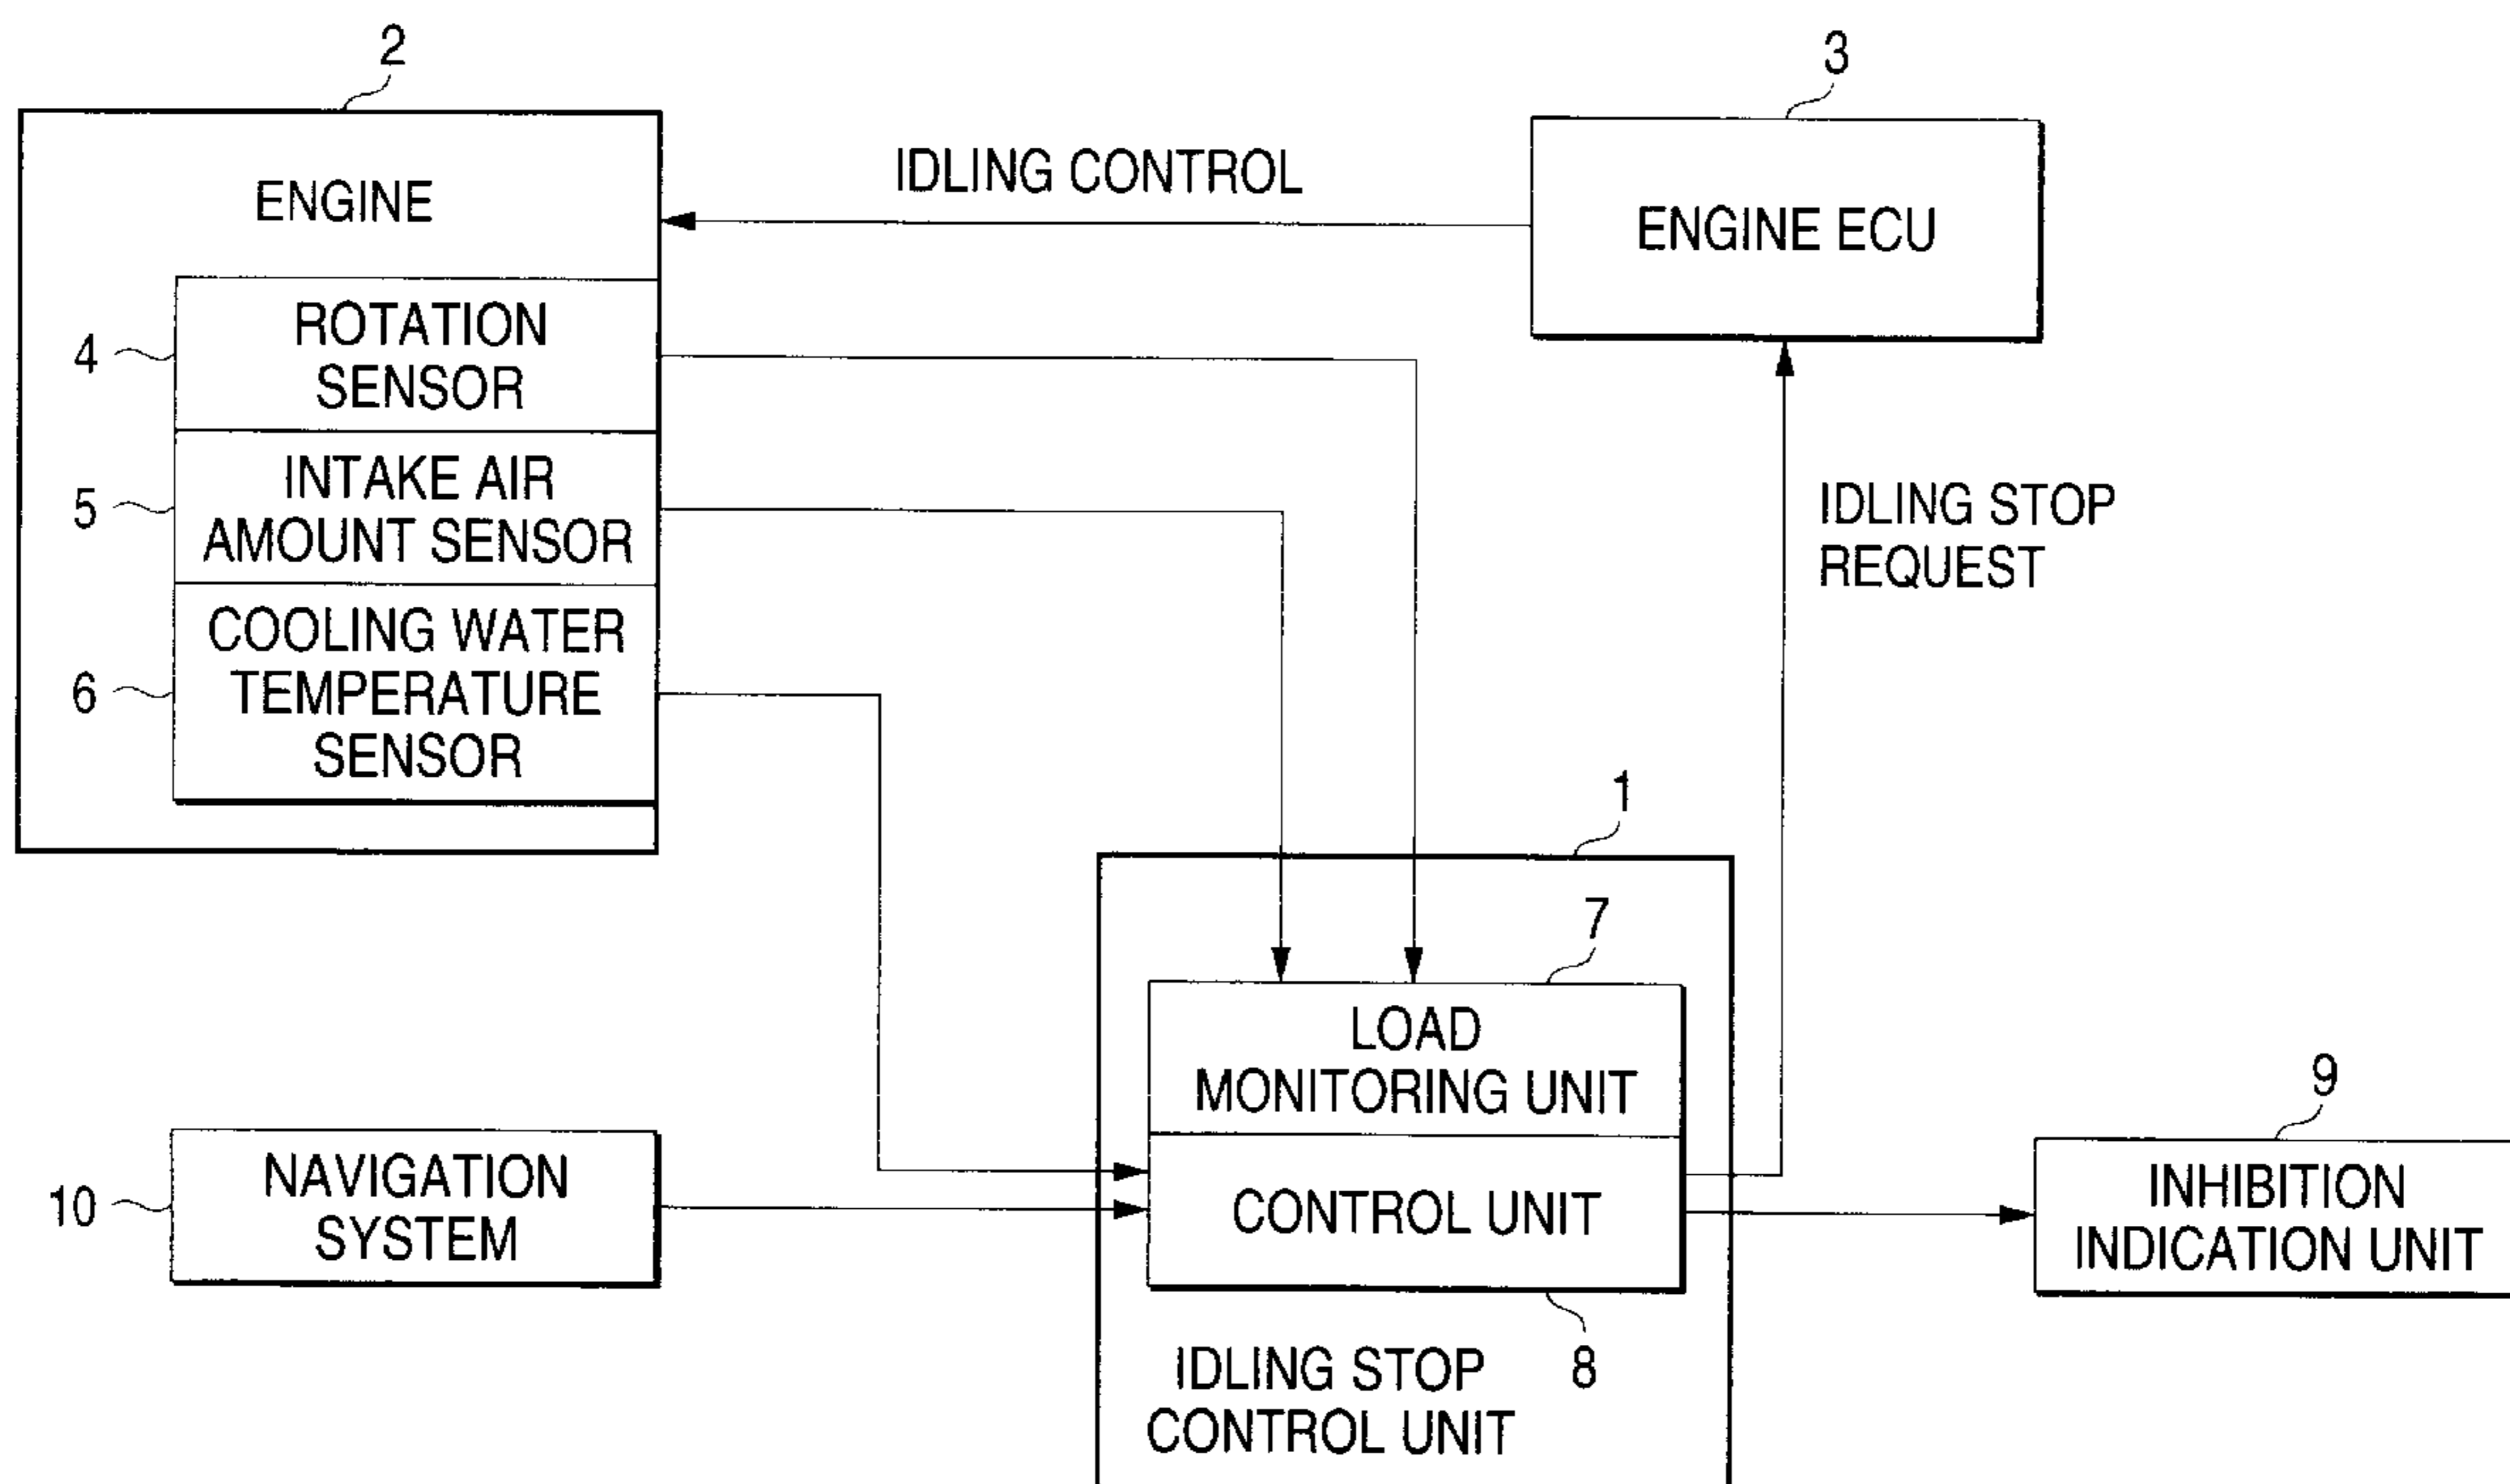 2
3
ENGINE
IDLING CONTROL
ENGINE ECU
4
ROTATION
SENSOR
5
INTAKE AIR
AMOUNT SENSOR
6
COOLING WATER
TEMPERATURE
SENSOR
IDLING STOP
REQUEST
1
7
LOAD
MONITORING UNIT
9
10
NAVIGATION
SYSTEM
CONTROL UNIT
INHIBITION
INDICATION UNIT
8
IDLING STOP
CONTROL UNIT